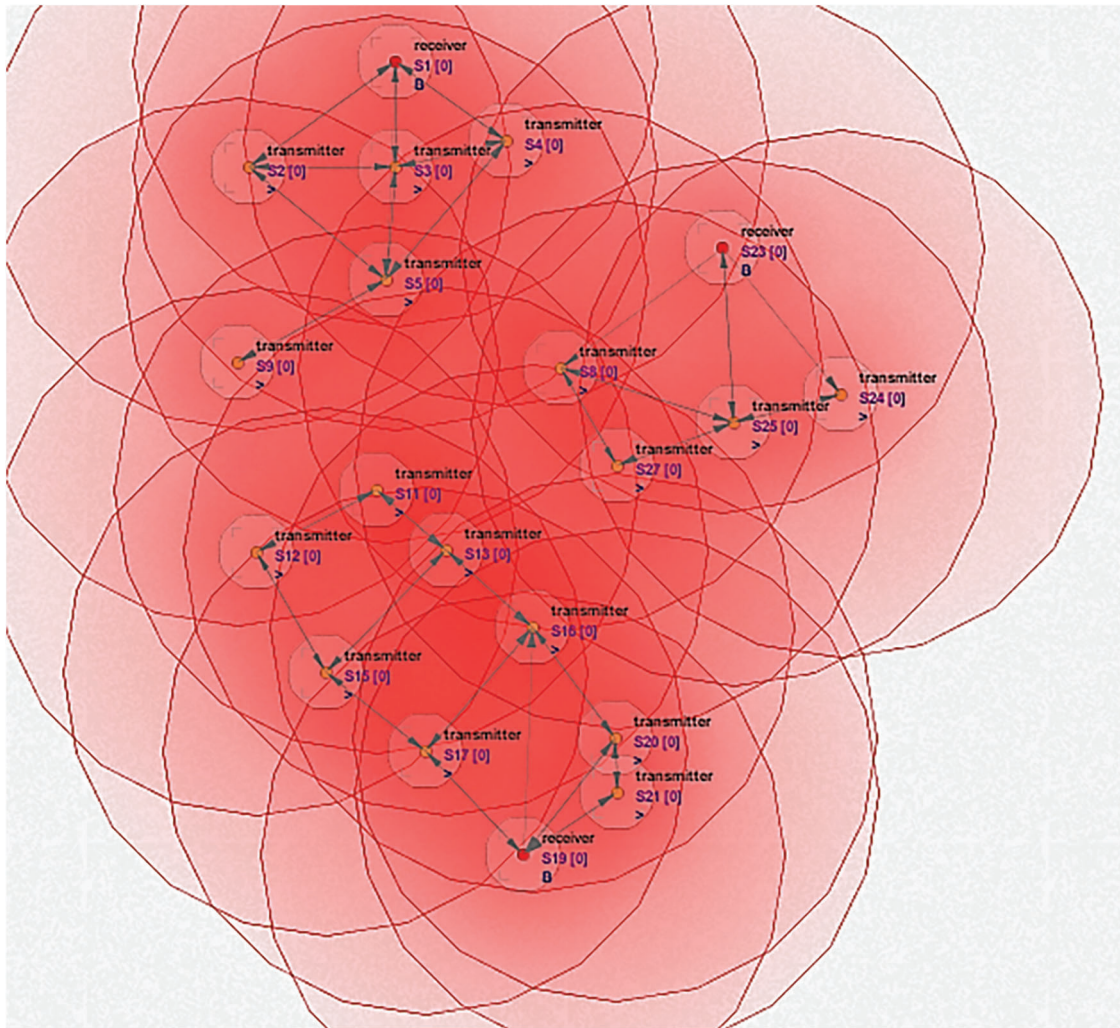 receiver
S1 [0]
B
transmitter
S4 [0]
>
transmitter
S2 [0]
>
transmitter
S3 [0]
>
receiver
S23 [0]
B
transmitter
S5 [0]
>
transmitter
S9 [0]
>
transmitter
S8 [0]
>
transmitter
S24 [0]
>
transmitter
S25 [0]
>
transmitter
S27 [0]
>
transmitter
S11 [0]
>
transmitter
S12 [0]
>
transmitter
S13 [0]
>
transmitter
S16 [0]
>
transmitter
S15 [0]
>
transmitter
S17 [0]
>
transmitter
S20 [0]
>
transmitter
S21 [0]
>
receiver
S19 [0]
B